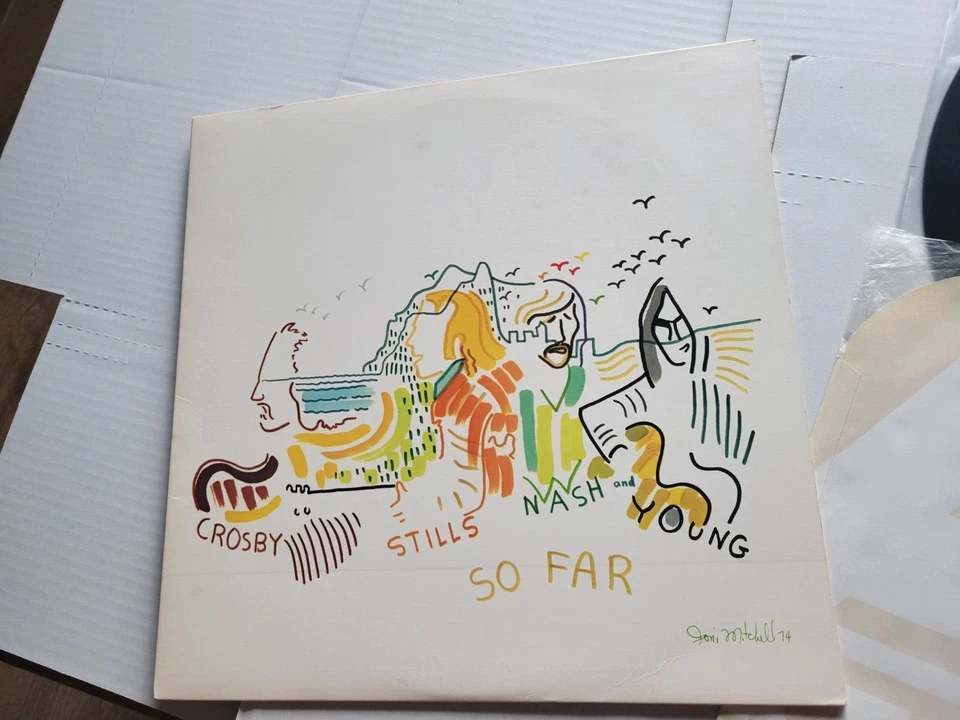 CROSBY
STILLS
NASH and
YOUNG
SO FAR
Joni Mitchell 74